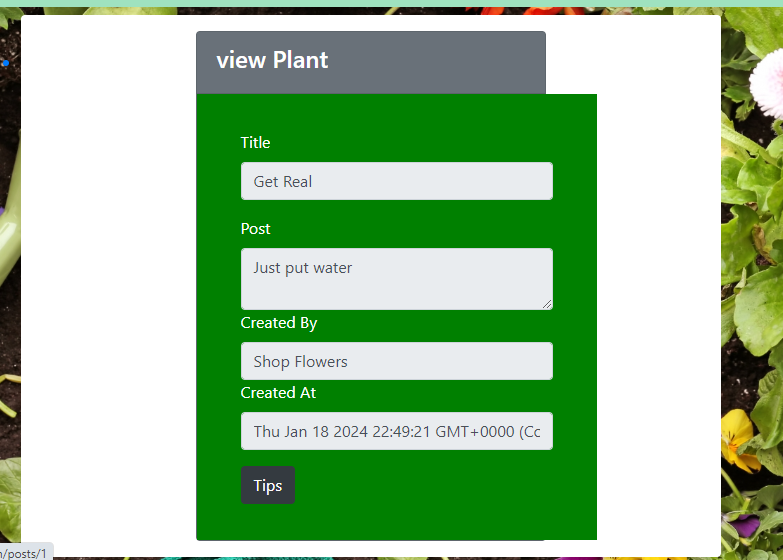 view Plant
Title
Get Real
Post
Just put water
Created By
Shop Flowers
Created At
Thu Jan 18 2024 22:49:21 GMT+0000 (Cc
Tips
/posts/1